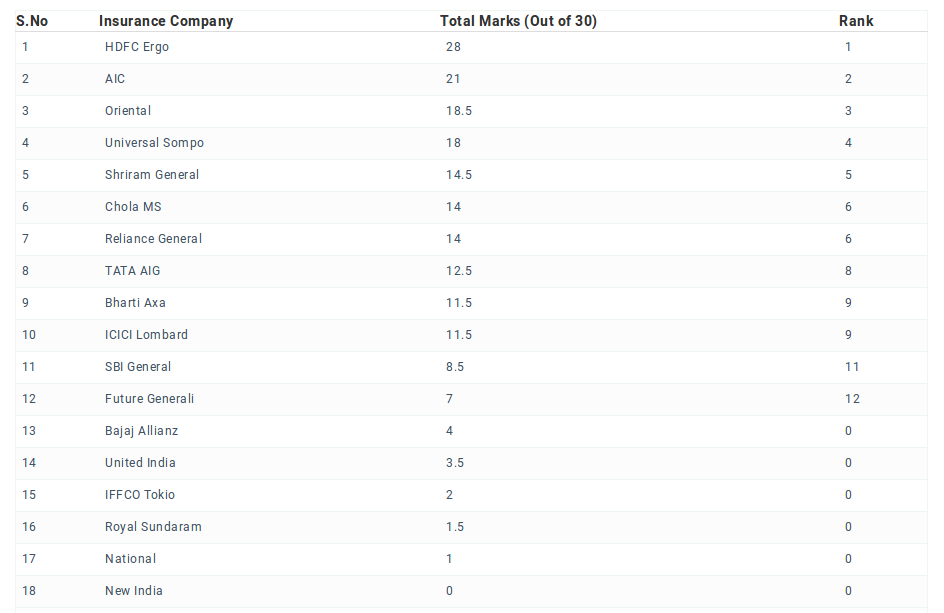 S.No Insurance Company Total Marks (Out of 30) Rank
1 HDFC Ergo 28 1
2 AIC 21 2
3 Oriental 18.5 3
4 Universal Sompo 18 4
5 Shriram General 14.5 5
6 Chola MS 14 6
7 Reliance General 14 6
8 TATA AIG 12.5 8
9 Bharti Axa 11.5 9
10 ICICI Lombard 11.5 9
11 SBI General 8.5 11
12 Future Generali 7 12
13 Bajaj Allianz 4 0
14 United India 3.5 0
15 IFFCO Tokio 2 0
16 Royal Sundaram 1.5 0
17 National 1 0
18 New India 0 0